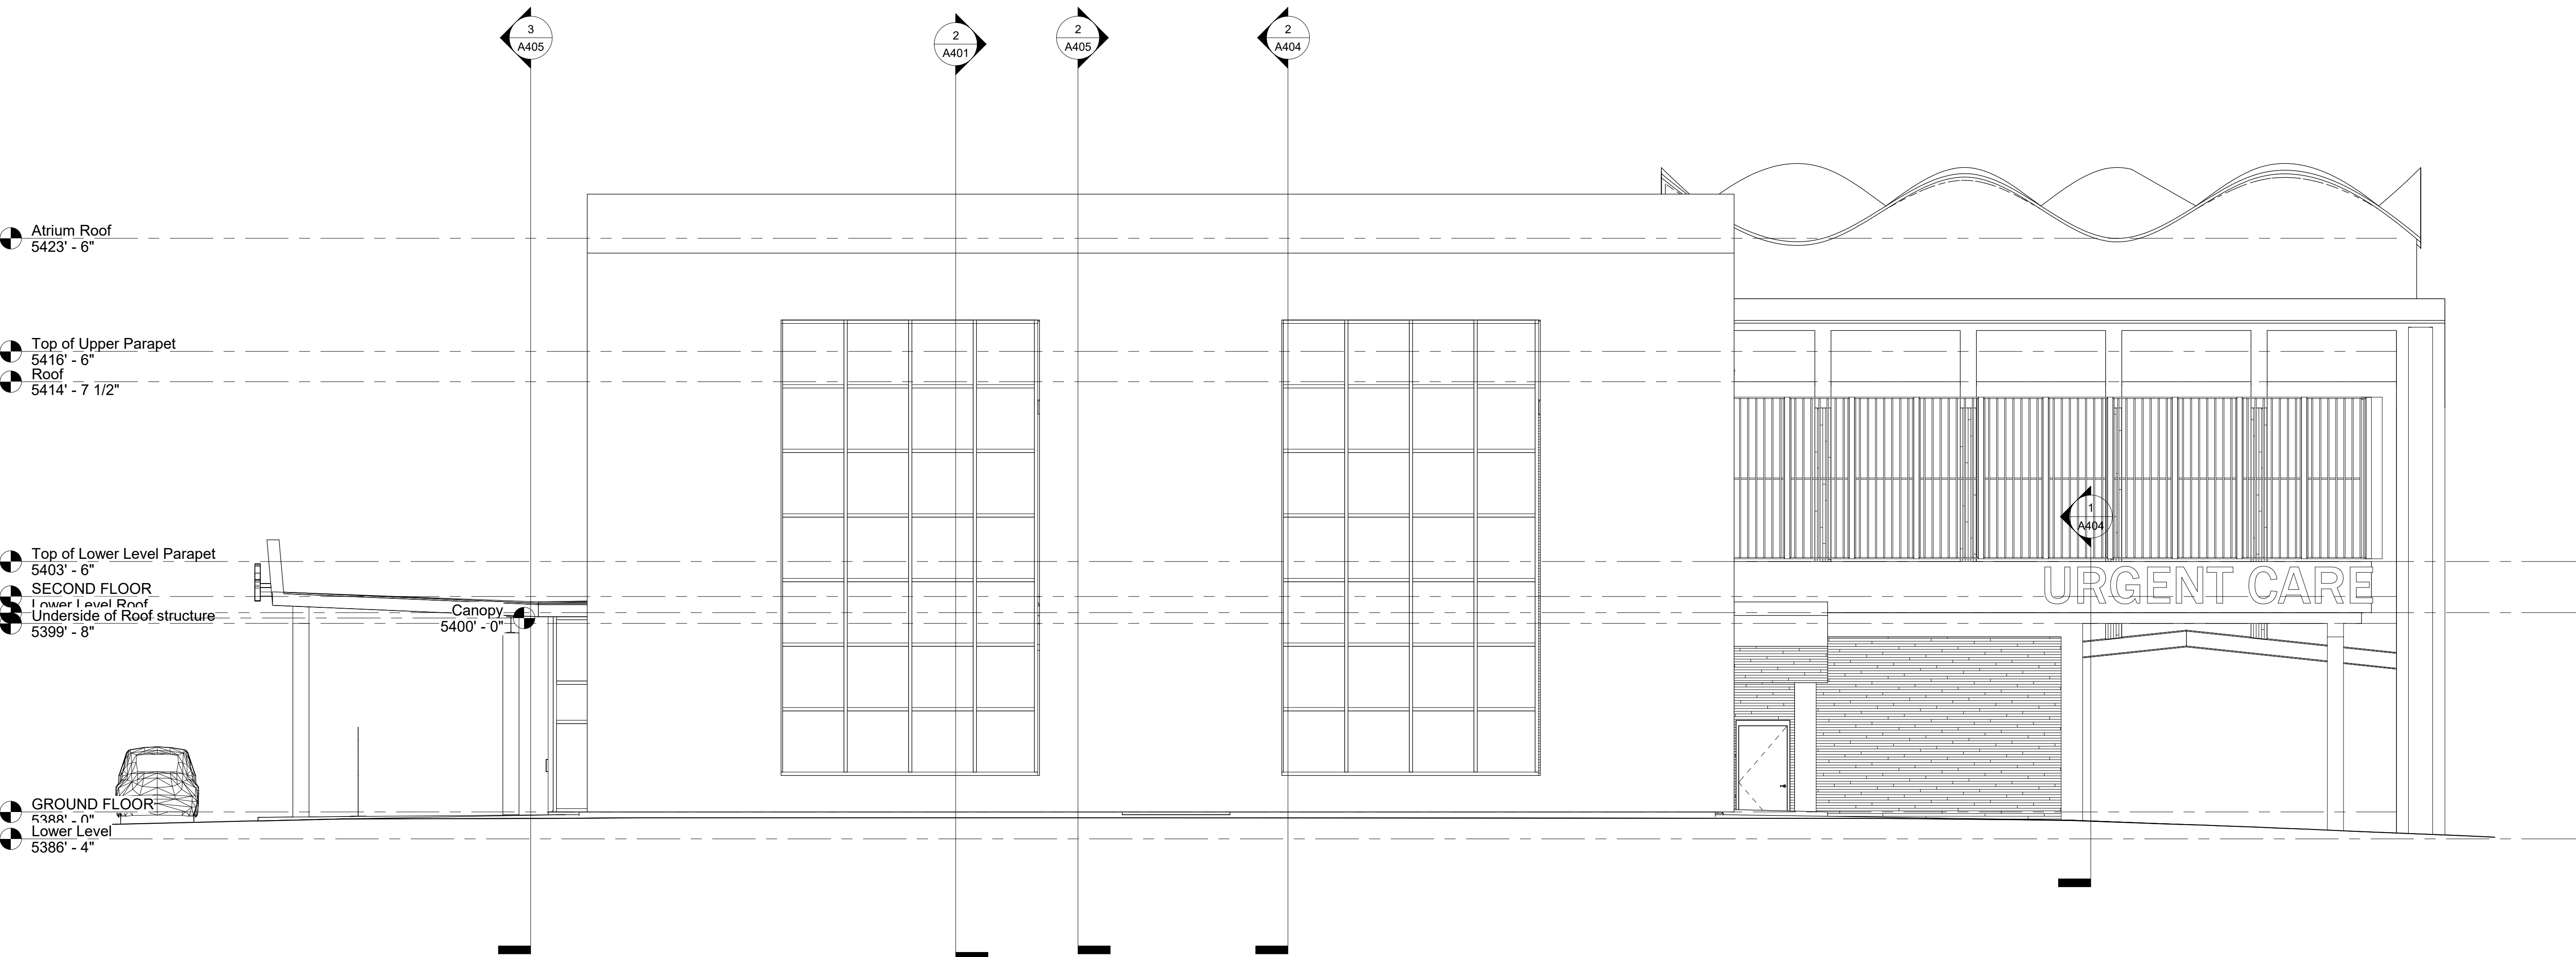 3
A405
2
A401
2
A405
2
A404
Atrium Roof
5423' - 6"
Top of Upper Parapet
5416' - 6"
Roof
5414' - 7 1/2"
1
A404
Top of Lower Level Parapet
5403' - 6"
URGENT CARE
SECOND FLOOR
Lower Level Roof
Underside of Roof structure
5399' - 8"
Canopy
5400' - 0"
GROUND FLOOR
5388' - 0"
Lower Level
5386' - 4"